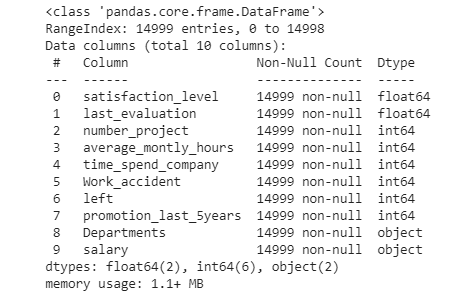 <class 'pandas.core.frame.DataFrame'>
RangeIndex: 14999 entries, 0 to 14998
Data columns (total 10 columns):
 #   Column                 Non-Null Count  Dtype
---  ------                 --------------  -----
 0   satisfaction_level     14999 non-null  float64
 1   last_evaluation        14999 non-null  float64
 2   number_project         14999 non-null  int64
 3   average_montly_hours   14999 non-null  int64
 4   time_spend_company     14999 non-null  int64
 5   Work_accident          14999 non-null  int64
 6   left                   14999 non-null  int64
 7   promotion_last_5years  14999 non-null  int64
 8   Departments            14999 non-null  object
 9   salary                 14999 non-null  object
dtypes: float64(2), int64(6), object(2)
memory usage: 1.1+ MB